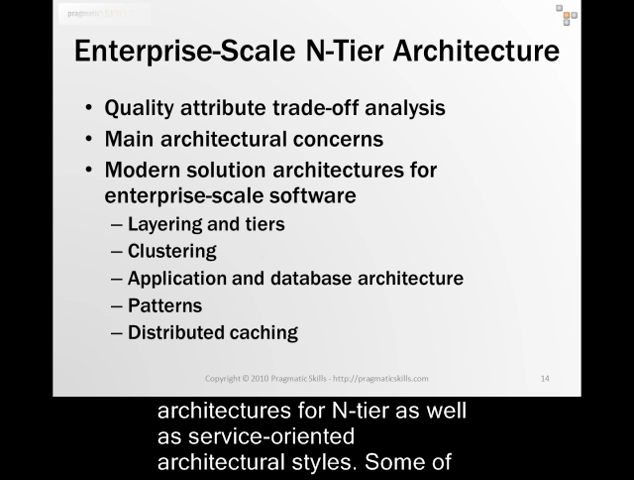 pragmatic SKILLS
Enterprise-Scale N-Tier Architecture
• Quality attribute trade-off analysis
• Main architectural concerns
• Modern solution architectures for
enterprise-scale software
– Layering and tiers
– Clustering
– Application and database architecture
– Patterns
– Distributed caching
Copyright © 2010 Pragmatic Skills - http://pragmaticskills.com
14
architectures for N-tier as well
as service-oriented
architectural styles. Some of